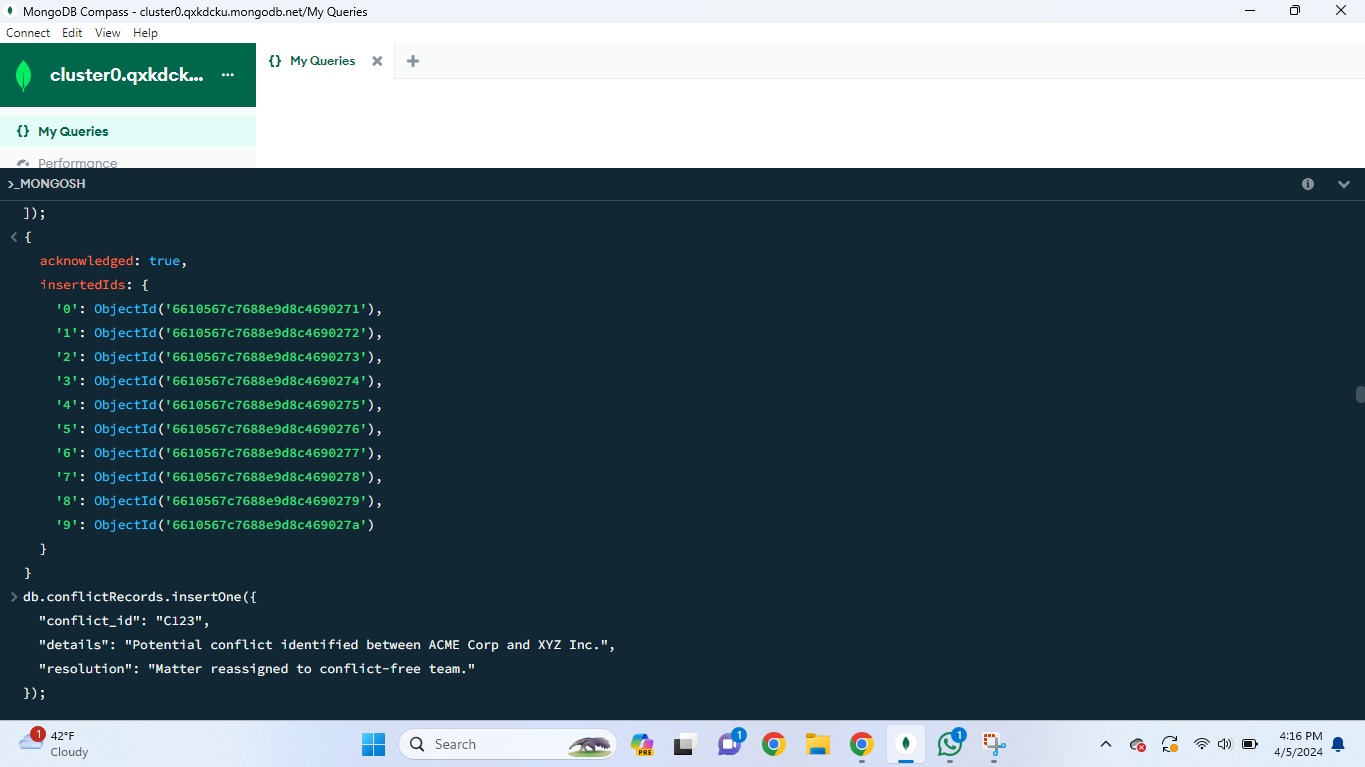 MongoDB Compass - cluster0.qxkdcku.mongodb.net/My Queries
Connect Edit View Help
cluster0.qxkdck... ...
{} My Queries
{} My Queries
Performance
>_MONGOSH
]);
< {
acknowledged: true,
insertedIds: {
'0': ObjectId('6610567c7688e9d8c4690271'),
'1': ObjectId('6610567c7688e9d8c4690272'),
'2': ObjectId('6610567c7688e9d8c4690273'),
'3': ObjectId('6610567c7688e9d8c4690274'),
'4': ObjectId('6610567c7688e9d8c4690275'),
'5': ObjectId('6610567c7688e9d8c4690276'),
'6': ObjectId('6610567c7688e9d8c4690277'),
'7': ObjectId('6610567c7688e9d8c4690278'),
'8': ObjectId('6610567c7688e9d8c4690279'),
'9': ObjectId('6610567c7688e9d8c469027a')
}
}
> db.conflictRecords.insertOne({
"conflict_id": "C123",
"details": "Potential conflict identified between ACME Corp and XYZ Inc.",
"resolution": "Matter reassigned to conflict-free team."
});
1
42°F
Cloudy
Search
PRE
1
1
4:16 PM
4/5/2024